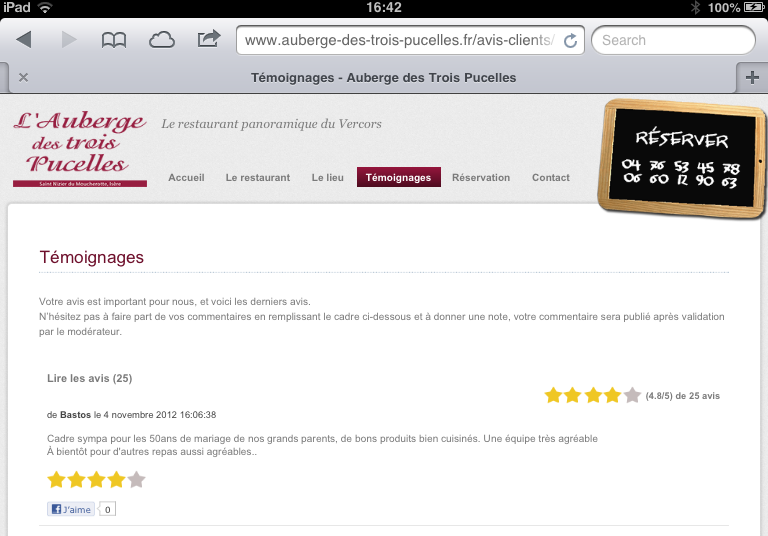 iPad 16:42 100%
www.auberge-des-trois-pucelles.fr/avis-clients/ Search
Témoignages - Auberge des Trois Pucelles
L'Auberge
des trois
Pucelles
Saint Nizier du Moucherotte, Isère
Le restaurant panoramique du Vercors
RÉSERVER
04 76 53 45 78
06 60 12 90 63
Accueil Le restaurant Le lieu Témoignages Réservation Contact
Témoignages
Votre avis est important pour nous, et voici les derniers avis.
N'hésitez pas à faire part de vos commentaires en remplissant le cadre ci-dessous et à donner une note, votre commentaire sera publié après validation
par le modérateur.
Lire les avis (25)
(4.8/5) de 25 avis
de Bastos le 4 novembre 2012 16:06:38
Cadre sympa pour les 50ans de mariage de nos grands parents, de bons produits bien cuisinés. Une équipe très agréable
À bientôt pour d'autres repas aussi agréables..
J'aime 0